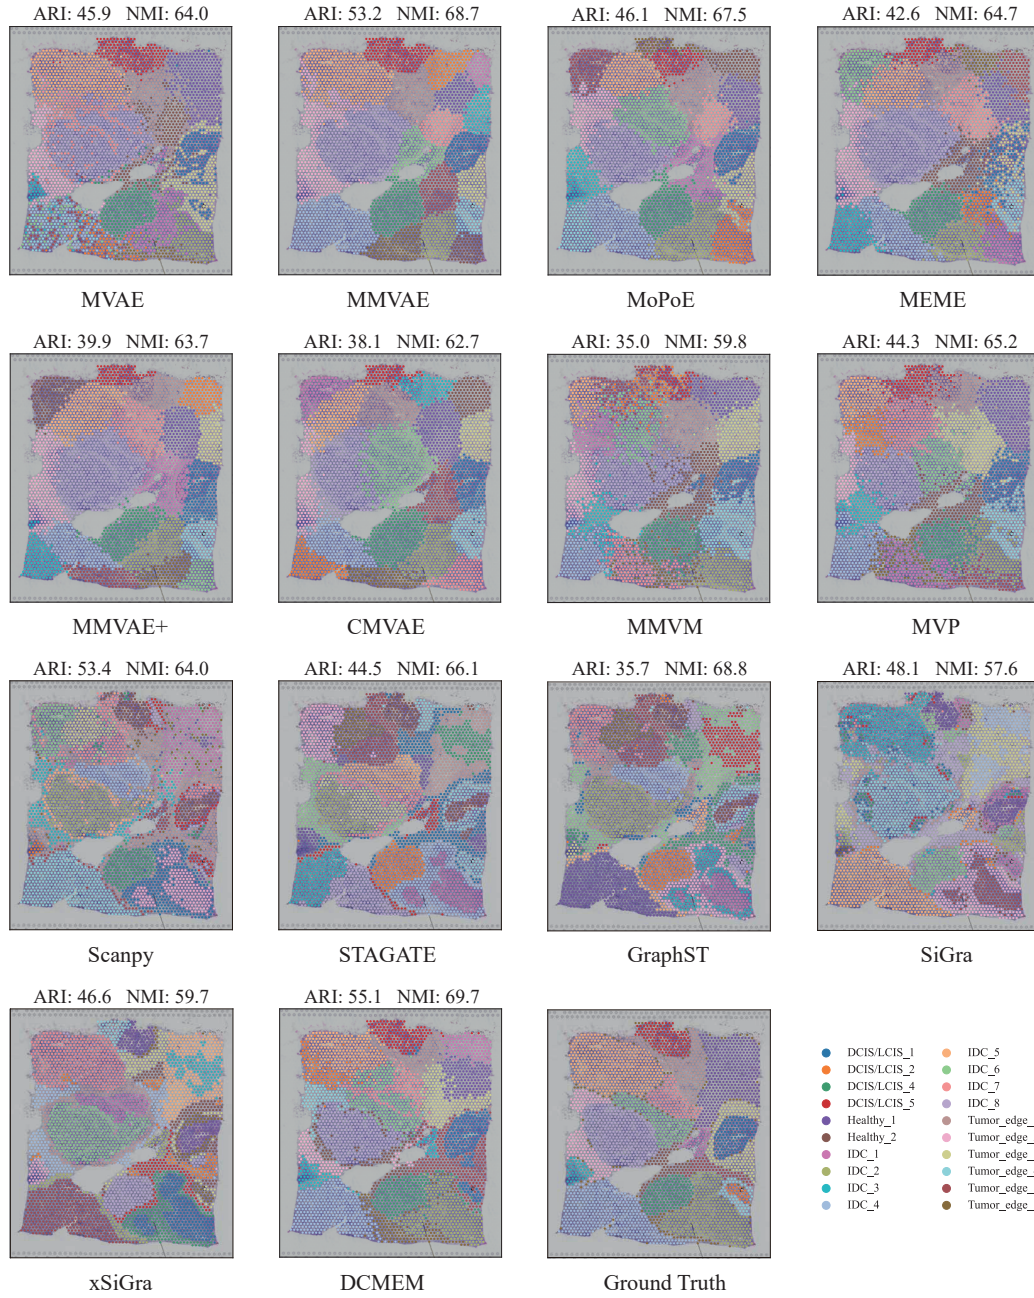 ARI: 45.9 NMI: 64.0
ARI: 53.2 NMI: 68.7
ARI: 46.1 NMI: 67.5
ARI: 42.6 NMI: 64.7
MVAE
MMVAE
MoPoE
MEME
ARI: 39.9 NMI: 63.7
ARI: 38.1 NMI: 62.7
ARI: 35.0 NMI: 59.8
ARI: 44.3 NMI: 65.2
MMVAE+
CMVAE
MMVM
MVP
ARI: 53.4 NMI: 64.0
ARI: 44.5 NMI: 66.1
ARI: 35.7 NMI: 68.8
ARI: 48.1 NMI: 57.6
Scanpy
STAGATE
GraphST
SiGra
ARI: 46.6 NMI: 59.7
ARI: 55.1 NMI: 69.7
xSiGra
DCMEM
Ground Truth
DCIS/LCIS_1
DCIS/LCIS_2
DCIS/LCIS_4
DCIS/LCIS_5
Healthy_1
Healthy_2
IDC_1
IDC_2
IDC_3
IDC_4
IDC_5
IDC_6
IDC_7
IDC_8
Tumor_edge_
Tumor_edge_
Tumor_edge_
Tumor_edge_
Tumor_edge_
Tumor_edge_